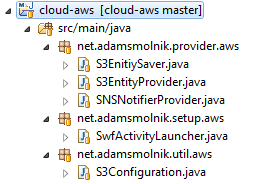 cloud-aws [cloud-aws master]
src/main/java
net.adamsmolnik.provider.aws
S3EnitiySaver.java
S3EntityProvider.java
SNSNotifierProvider.java
net.adamsmolnik.setup.aws
SwfActivityLauncher.java
net.adamsmolnik.util.aws
S3Configuration.java